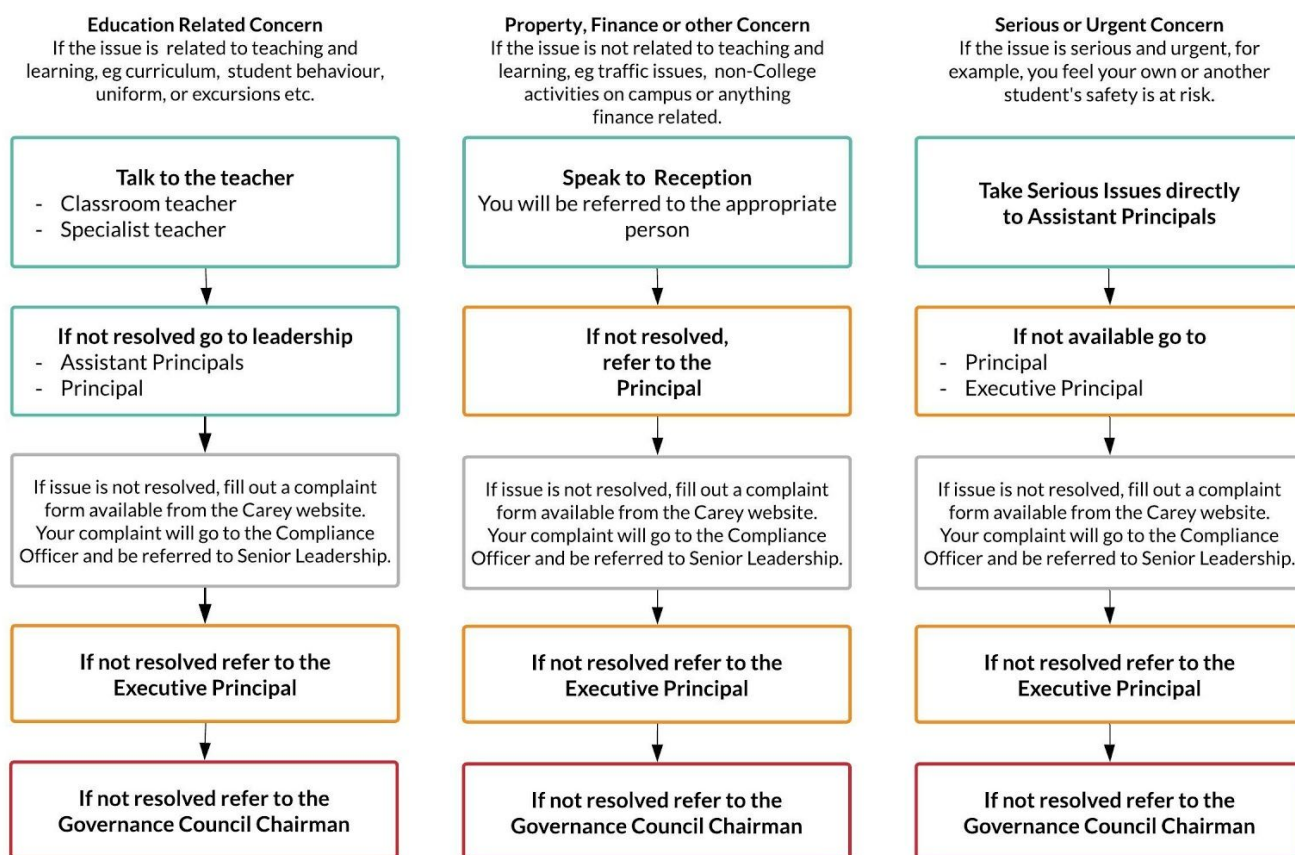 Education Related Concern
If the issue is  related to teaching and
learning, eg curriculum,  student behaviour,
uniform, or excursions etc.
Talk to the teacher
- Classroom teacher
- Specialist teacher
If not resolved go to leadership
- Assistant Principals
- Principal
If issue is not resolved, fill out a complaint
form available from the Carey website.
Your complaint will go to the Compliance
Officer and be referred to Senior Leadership.
If not resolved refer to the
Executive Principal
If not resolved refer to the
Governance Council Chairman
Property, Finance or other Concern
If the issue is not related to teaching and
learning, eg traffic issues,  non-College
activities on campus or anything
finance related.
Speak to  Reception
You will be referred to the appropriate
person
If not resolved,
refer to the
Principal
If issue is not resolved, fill out a complaint
form available from the Carey website.
Your complaint will go to the Compliance
Officer and be referred to Senior Leadership.
If not resolved refer to the
Executive Principal
If not resolved refer to the
Governance Council Chairman
Serious or Urgent Concern
If the issue is serious and urgent, for
example, you feel your own or another
student's safety is at risk.
Take Serious Issues directly
to Assistant Principals
If not available go to
- Principal
- Executive Principal
If issue is not resolved, fill out a complaint
form available from the Carey website.
Your complaint will go to the Compliance
Officer and be referred to Senior Leadership.
If not resolved refer to the
Executive Principal
If not resolved refer to the
Governance Council Chairman